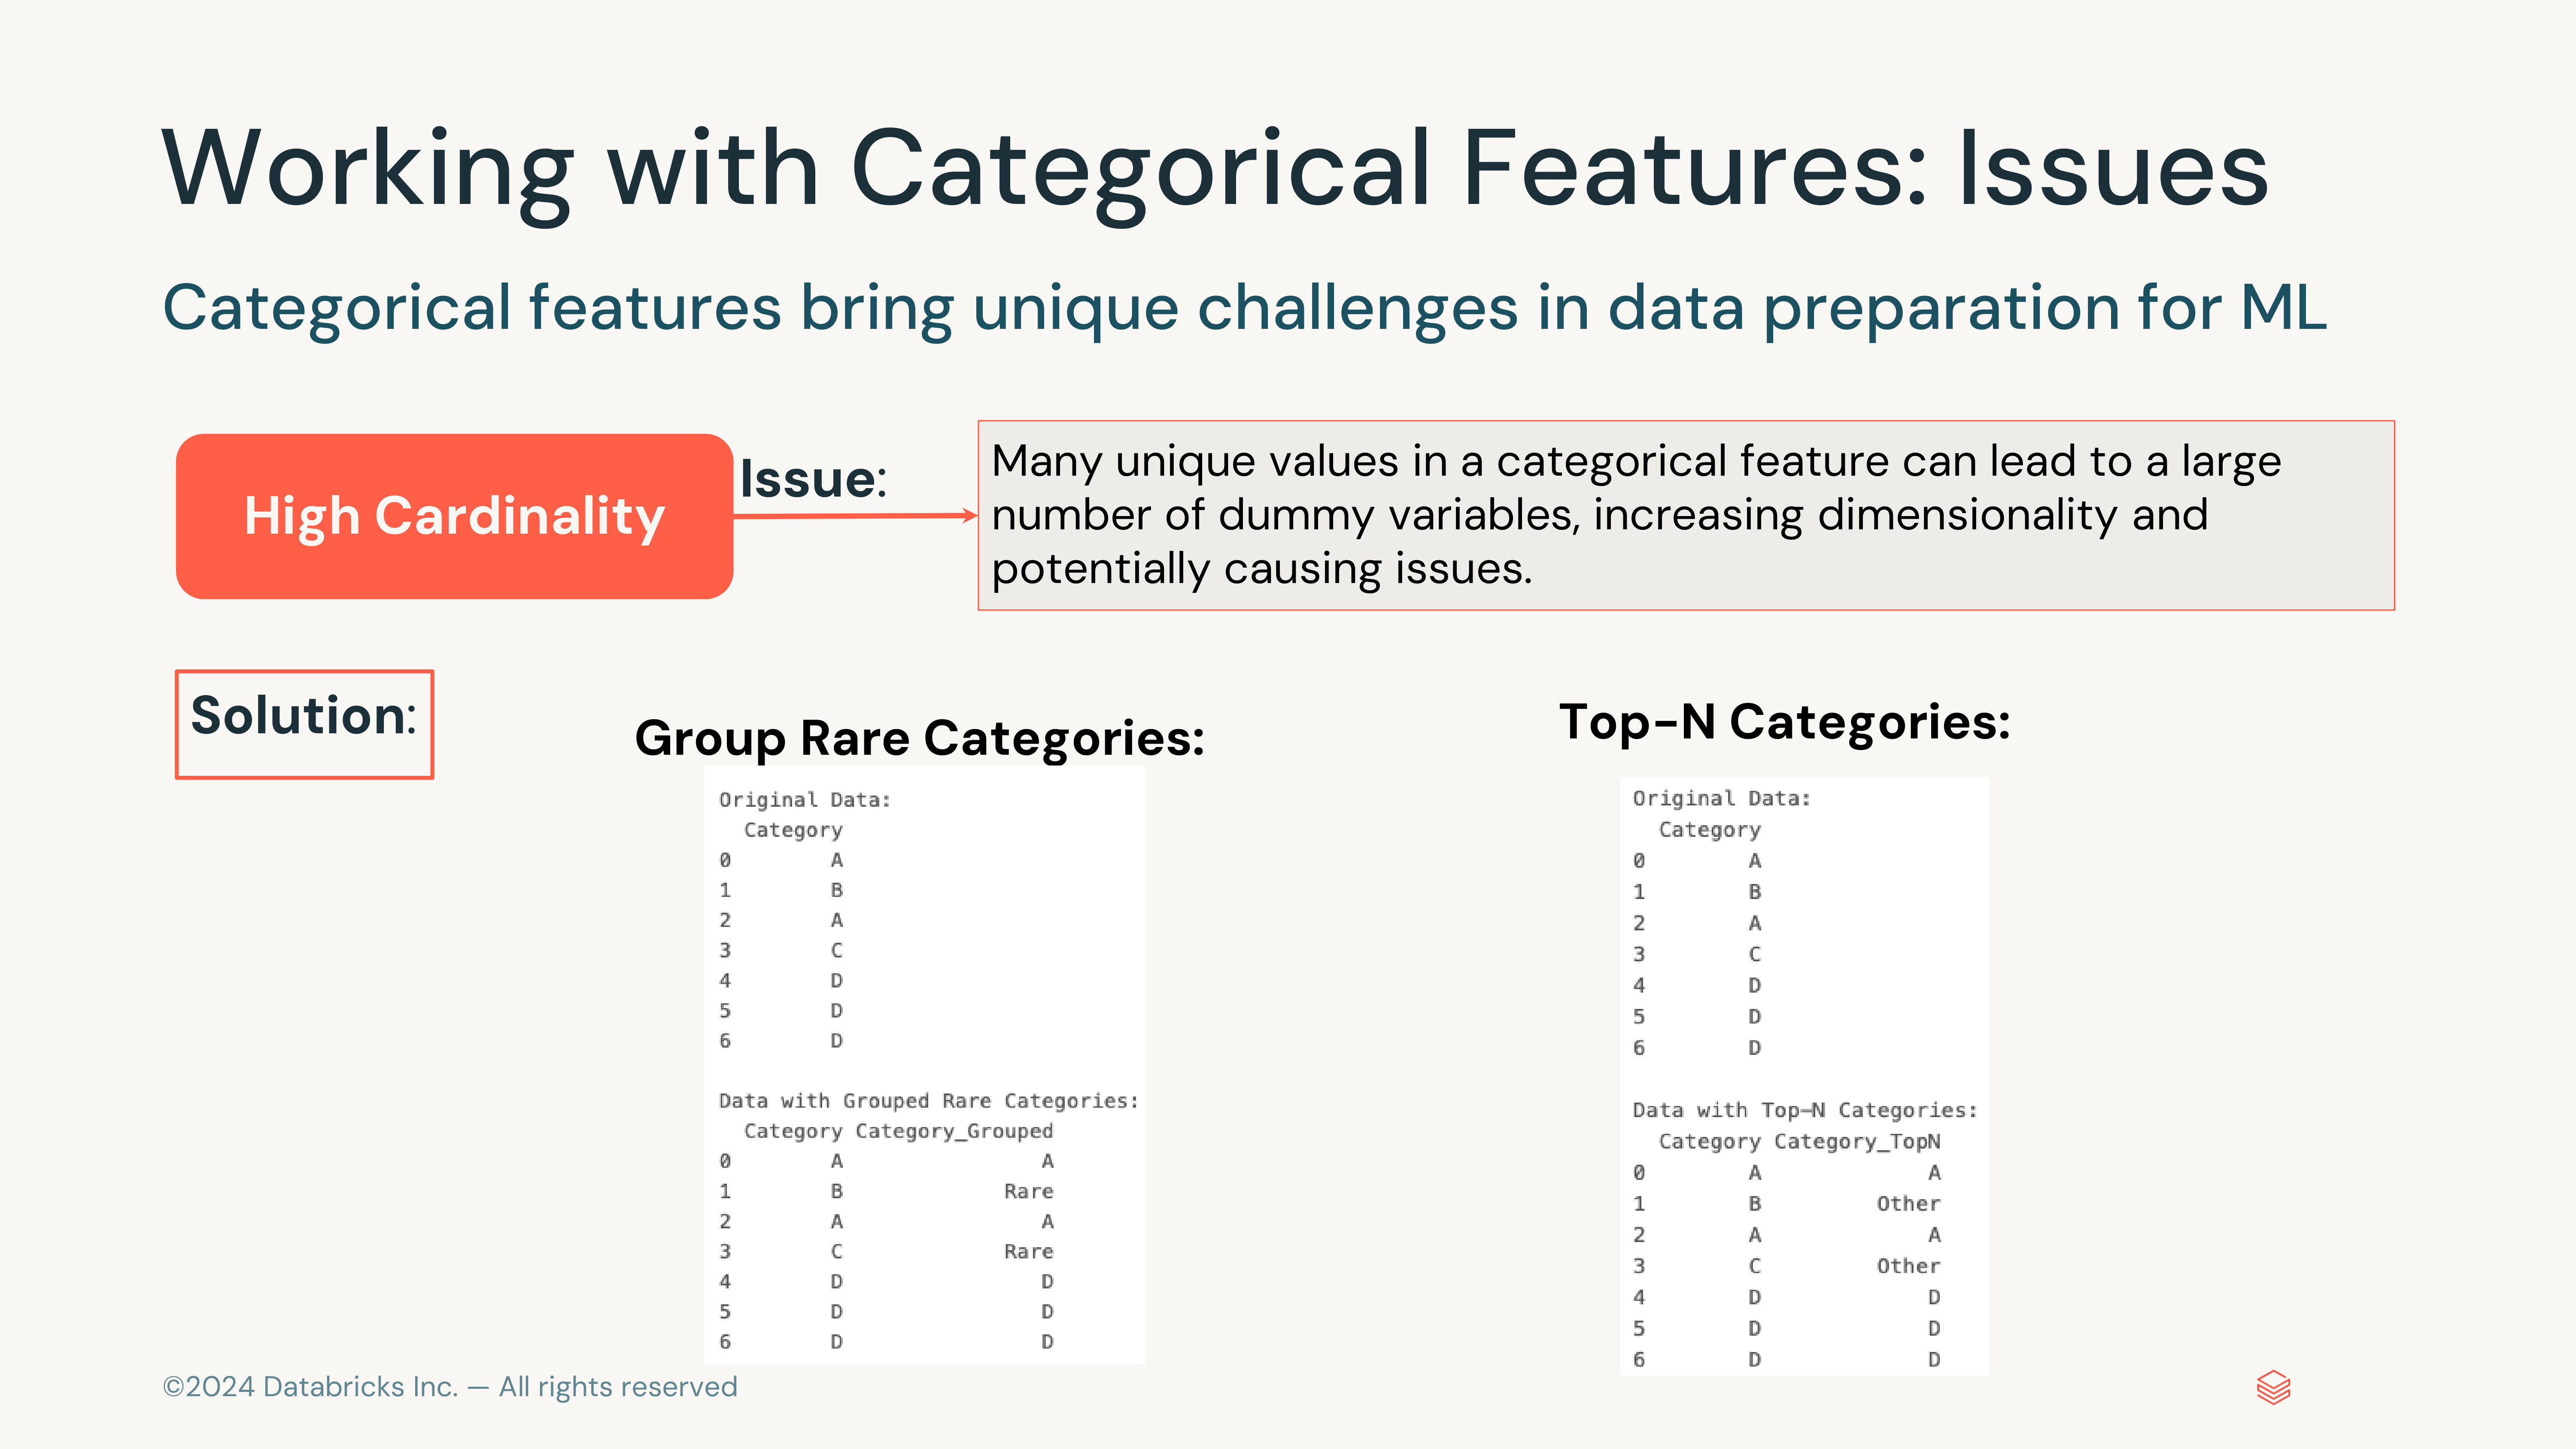 Working with Categorical Features: Issues
Categorical features bring unique challenges in data preparation for ML
High Cardinality
Issue:
Many unique values in a categorical feature can lead to a large
number of dummy variables, increasing dimensionality and
potentially causing issues.
Solution:
Group Rare Categories:
Original Data:
Category
0 A
1 B
2 A
3 C
4 D
5 D
6 D
Data with Grouped Rare Categories:
Category Category_Grouped
0 A A
1 B Rare
2 A A
3 C Rare
4 D D
5 D D
6 D D
Top-N Categories:
Original Data:
Category
0 A
1 B
2 A
3 C
4 D
5 D
6 D
Data with Top-N Categories:
Category Category_TopN
0 A A
1 B Other
2 A A
3 C Other
4 D D
5 D D
6 D D
©2024 Databricks Inc. — All rights reserved